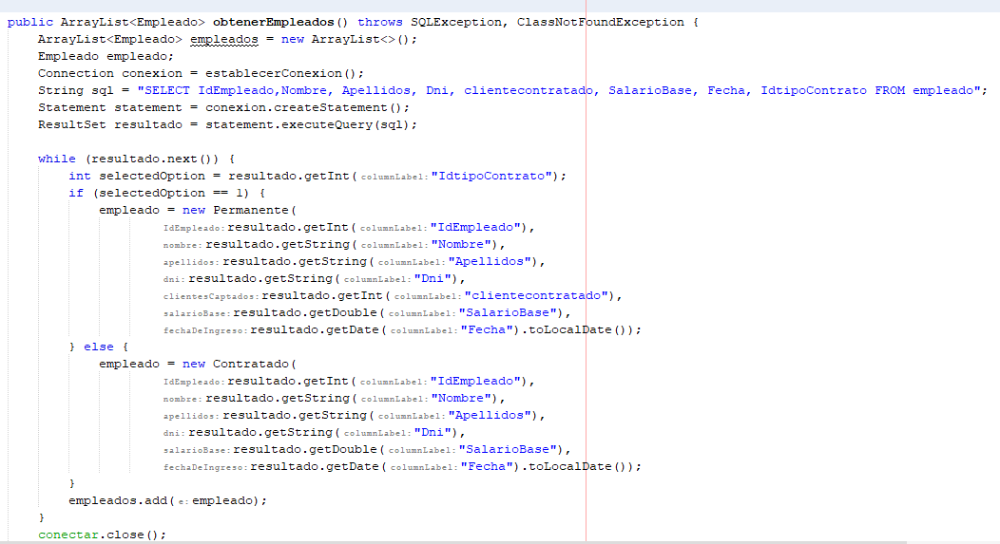 public ArrayList<Empleado> obtenerEmpleados() throws SQLException, ClassNotFoundException {
    ArrayList<Empleado> empleados = new ArrayList<>();
    Empleado empleado;
    Connection conexion = establecerConexion();
    String sql = "SELECT IdEmpleado,Nombre, Apellidos, Dni, clientecontratado, SalarioBase, Fecha, IdtipoContrato FROM empleado";
    Statement statement = conexion.createStatement();
    ResultSet resultado = statement.executeQuery(sql);

    while (resultado.next()) {
        int selectedOption = resultado.getInt( columnLabel: "IdtipoContrato");
        if (selectedOption == 1) {
            empleado = new Permanente(
                    IdEmpleado: resultado.getInt( columnLabel: "IdEmpleado"),
                    nombre: resultado.getString( columnLabel: "Nombre"),
                    apellidos: resultado.getString( columnLabel: "Apellidos"),
                    dni: resultado.getString( columnLabel: "Dni"),
                    clientesCaptados: resultado.getInt( columnLabel: "clientecontratado"),
                    salarioBase: resultado.getDouble( columnLabel: "SalarioBase"),
                    fechaDeIngreso: resultado.getDate( columnLabel: "Fecha").toLocalDate());
        } else {
            empleado = new Contratado(
                    IdEmpleado: resultado.getInt( columnLabel: "IdEmpleado"),
                    nombre: resultado.getString( columnLabel: "Nombre"),
                    apellidos: resultado.getString( columnLabel: "Apellidos"),
                    dni: resultado.getString( columnLabel: "Dni"),
                    salarioBase: resultado.getDouble( columnLabel: "SalarioBase"),
                    fechaDeIngreso: resultado.getDate( columnLabel: "Fecha").toLocalDate());
        }
        empleados.add( e: empleado);
    }
    conectar.close();